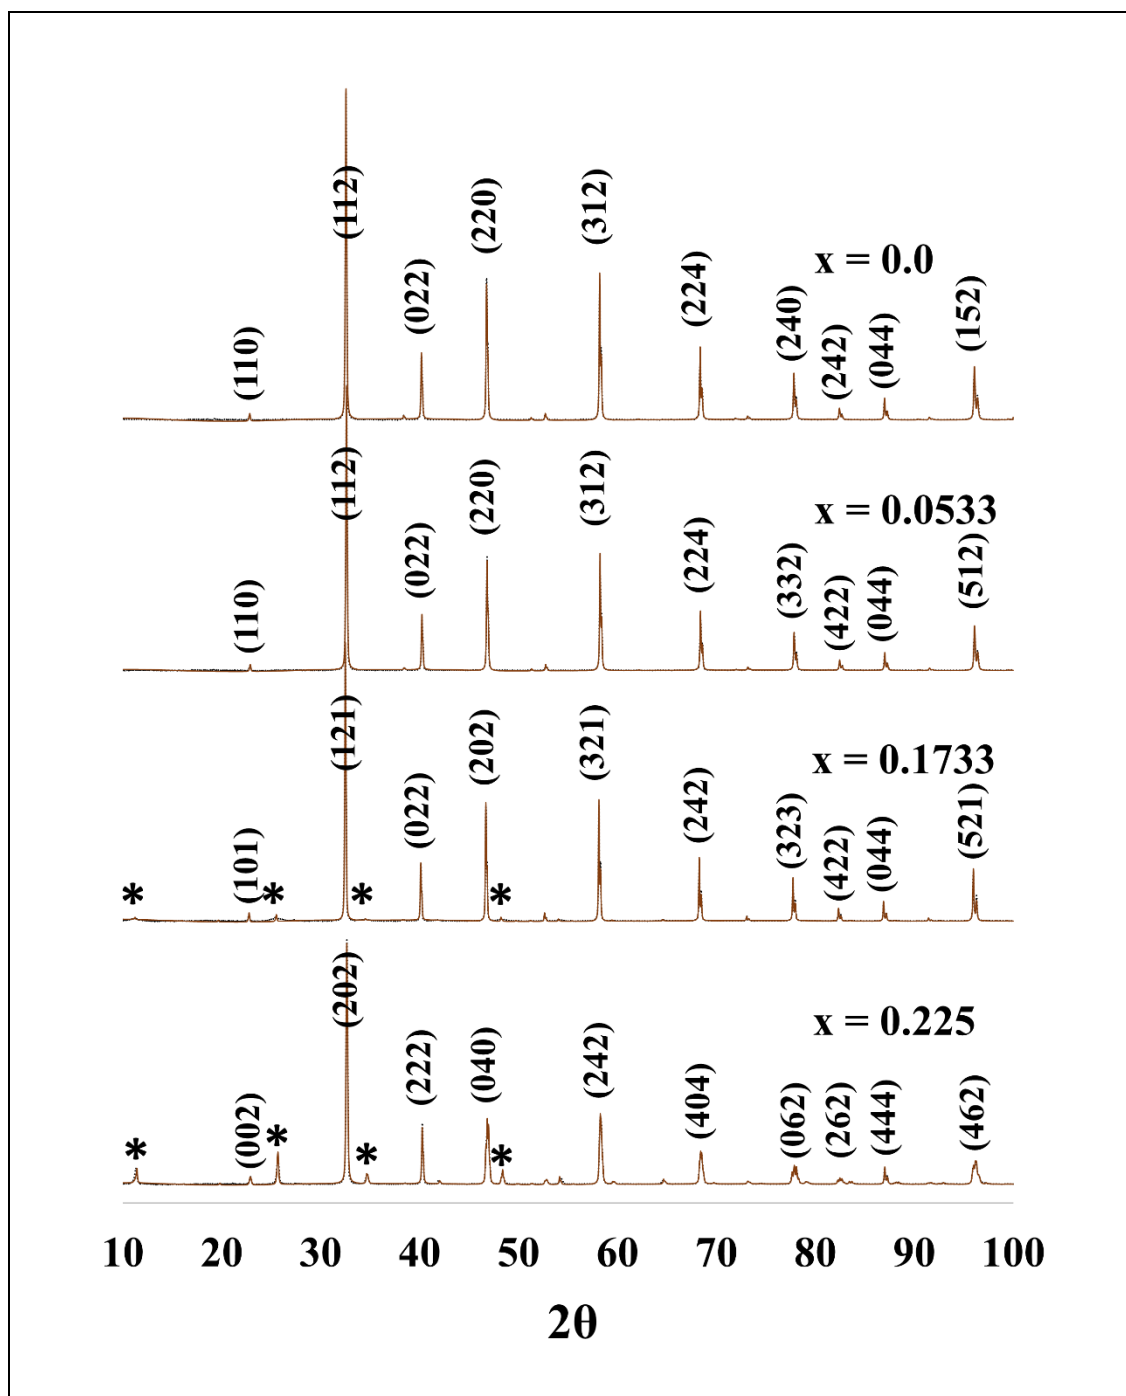 (110) (112) (022) (220) (312) (224) (240) (242) (044) (152)
x = 0.0
(110) (112) (022) (220) (312) (224) (332) (422) (044) (512)
x = 0.0533
* (101) * (121) * (022) (202) * (321) (242) (323) (422) (044) (521)
x = 0.1733
* (002) * (202) * (222) (040) * (242) (404) (062) (262) (444) (462)
x = 0.225
10 20 30 40 50 60 70 80 90 100
2θ